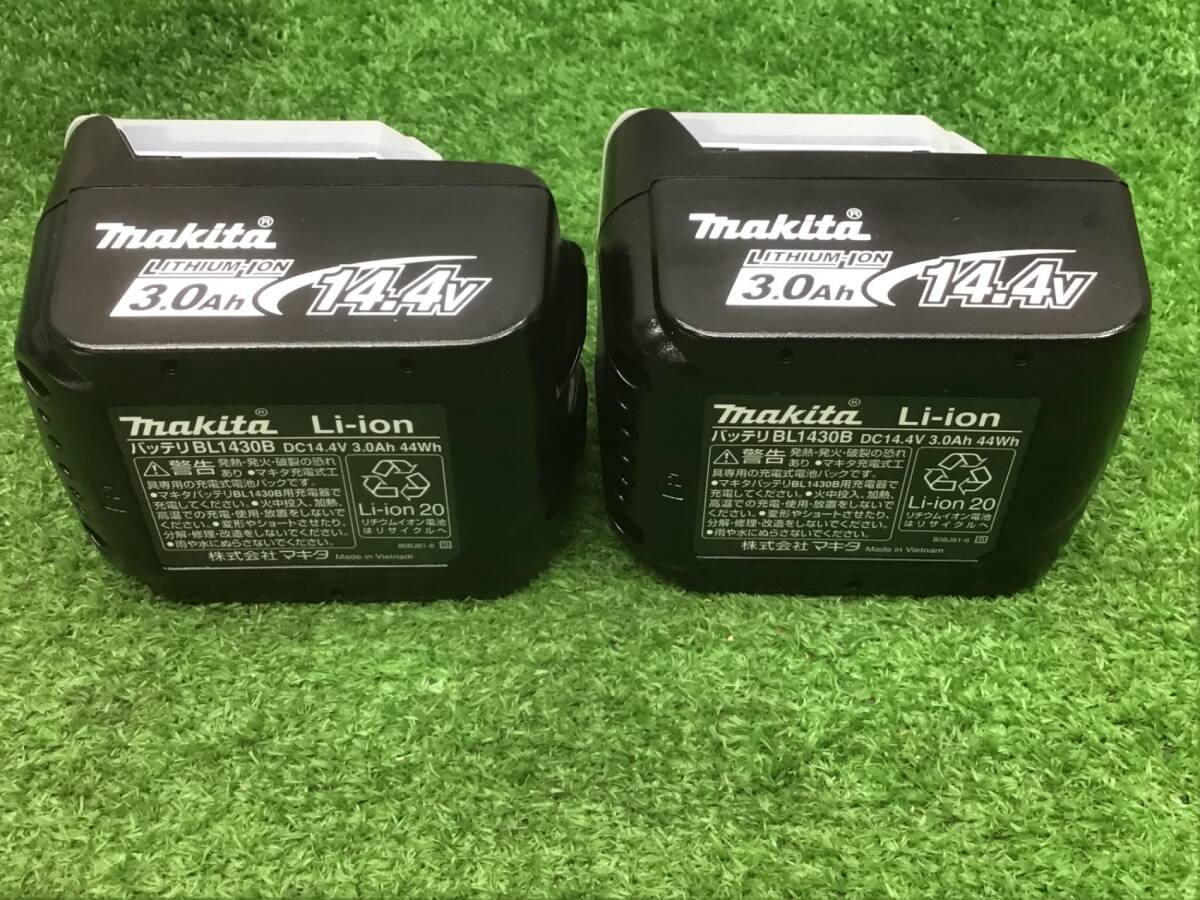 makita®
LITHIUM-ION
3.0Ah 14.4V
makita® Li-ion
バッテリ BL1430B DC14.4V 3.0Ah 44Wh
⚠警告 発熱・発火・破裂の恐れ
あり ●マキタ充電式工
具専用の充電式電池パックです。
●マキタバッテリBL1430B用充電器で
充電してください。 ●火中投入、加熱、
高温での充電・使用・放置をしないで
ください。 ●変形やショートさせたり、
分解・修理・改造をしないでください。
●雨や水にぬらさないでください。
Li-ion 20
リチウムイオン電池
はリサイクルへ
808J81-6
株式会社 マキタ Made in Vietnam
makita®
LITHIUM-ION
3.0Ah 14.4V
makita® Li-ion
バッテリ BL1430B DC14.4V 3.0Ah 44Wh
⚠警告 発熱・発火・破裂の恐れ
あり ●マキタ充電式工
具専用の充電式電池パックです。
●マキタバッテリBL1430B用充電器で
充電してください。 ●火中投入、加熱、
高温での充電・使用・放置をしないで
ください。 ●変形やショートさせたり、
分解・修理・改造をしないでください。
●雨や水にぬらさないでください。
Li-ion 20
リチウムイオン電池
はリサイクルへ
808J81-6
株式会社 マキタ Made in Vietnam